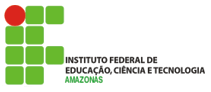 INSTITUTO FEDERAL DE
EDUCAÇÃO, CIÊNCIA E TECNOLOGIA
AMAZONAS